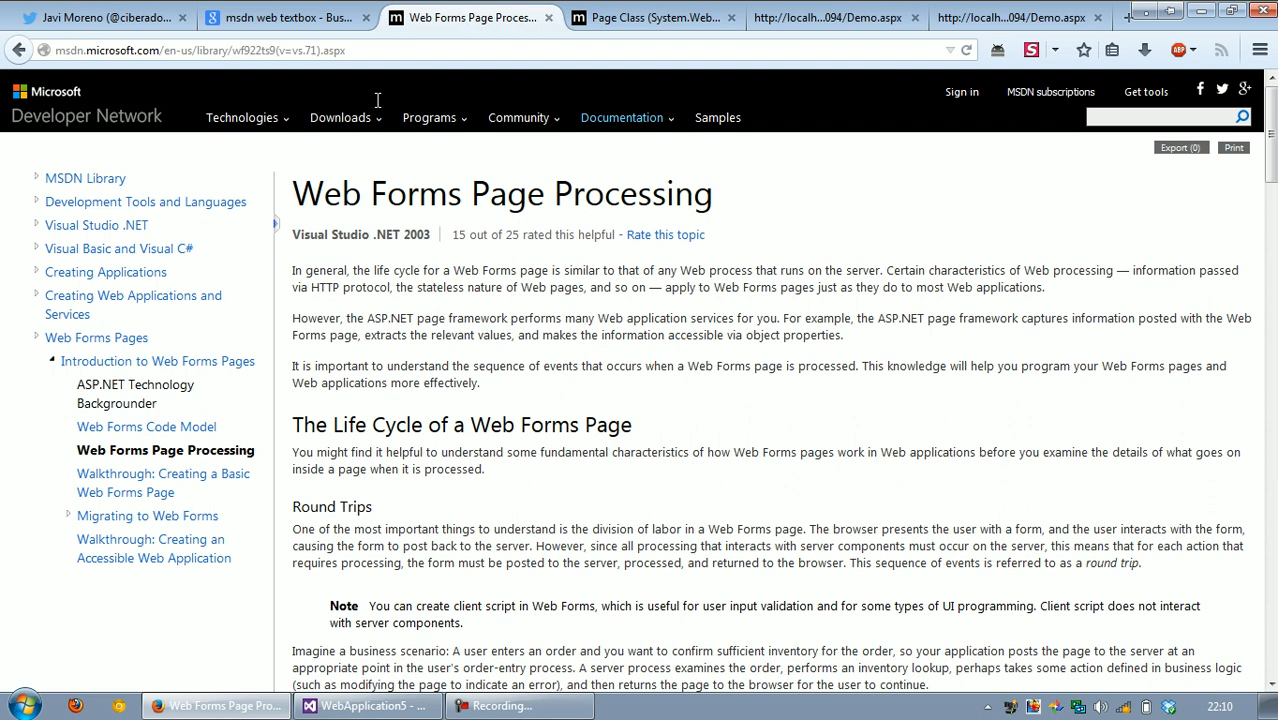 Javi Moreno (@ciberado...
msdn web textbox - Bus...
Web Forms Page Proces...
Page Class (System.Web...
http://localh...094/Demo.aspx
http://localh...094/Demo.aspx
msdn.microsoft.com/en-us/library/wf922ts9(v=vs.71).aspx
Microsoft
Developer Network
Sign in MSDN subscriptions Get tools
Technologies Downloads Programs Community Documentation Samples
Export (0) Print
MSDN Library
Development Tools and Languages
Visual Studio .NET
Visual Basic and Visual C#
Creating Applications
Creating Web Applications and
Services
Web Forms Pages
Introduction to Web Forms Pages
ASP.NET Technology
Backgrounder
Web Forms Code Model
Web Forms Page Processing
Walkthrough: Creating a Basic
Web Forms Page
Migrating to Web Forms
Walkthrough: Creating an
Accessible Web Application
Web Forms Page Processing
Visual Studio .NET 2003 15 out of 25 rated this helpful - Rate this topic
In general, the life cycle for a Web Forms page is similar to that of any Web process that runs on the server. Certain characteristics of Web processing — information passed
via HTTP protocol, the stateless nature of Web pages, and so on — apply to Web Forms pages just as they do to most Web applications.
However, the ASP.NET page framework performs many Web application services for you. For example, the ASP.NET page framework captures information posted with the Web
Forms page, extracts the relevant values, and makes the information accessible via object properties.
It is important to understand the sequence of events that occurs when a Web Forms page is processed. This knowledge will help you program your Web Forms pages and
Web applications more effectively.
The Life Cycle of a Web Forms Page
You might find it helpful to understand some fundamental characteristics of how Web Forms pages work in Web applications before you examine the details of what goes on
inside a page when it is processed.
Round Trips
One of the most important things to understand is the division of labor in a Web Forms page. The browser presents the user with a form, and the user interacts with the form,
causing the form to post back to the server. However, since all processing that interacts with server components must occur on the server, this means that for each action that
requires processing, the form must be posted to the server, processed, and returned to the browser. This sequence of events is referred to as a round trip.
Note You can create client script in Web Forms, which is useful for user input validation and for some types of UI programming. Client script does not interact
with server components.
Imagine a business scenario: A user enters an order and you want to confirm sufficient inventory for the order, so your application posts the page to the server at an
appropriate point in the user's order-entry process. A server process examines the order, performs an inventory lookup, perhaps takes some action defined in business logic
(such as modifying the page to indicate an error), and then returns the page to the browser for the user to continue.
Web Forms Page Pro...
WebApplication5 - ...
Recording...
22:10